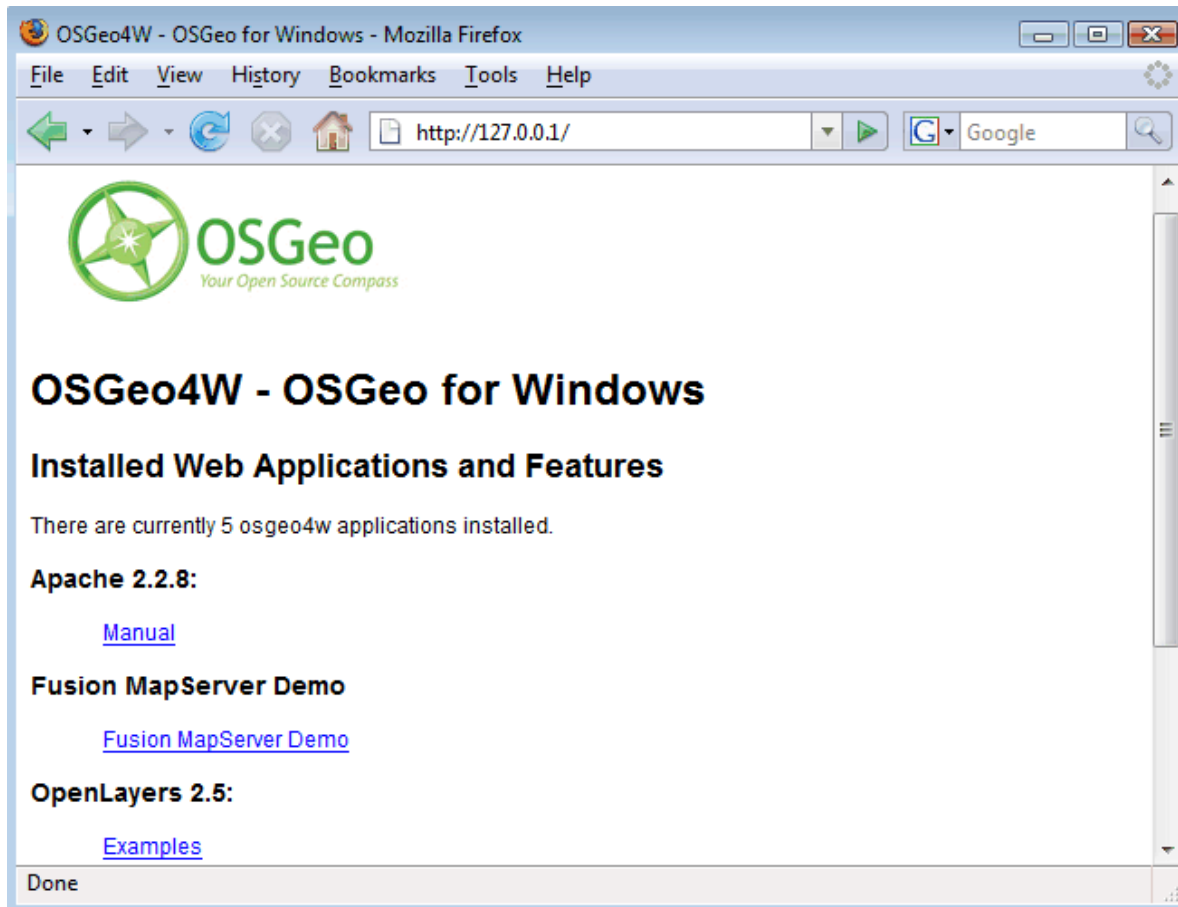 OSGeo4W - OSGeo for Windows - Mozilla Firefox
File Edit View History Bookmarks Tools Help
http://127.0.0.1/ G Google
OSGeo
Your Open Source Compass
OSGeo4W - OSGeo for Windows
Installed Web Applications and Features
There are currently 5 osgeo4w applications installed.
Apache 2.2.8:
Manual
Fusion MapServer Demo
Fusion MapServer Demo
OpenLayers 2.5:
Examples
Done